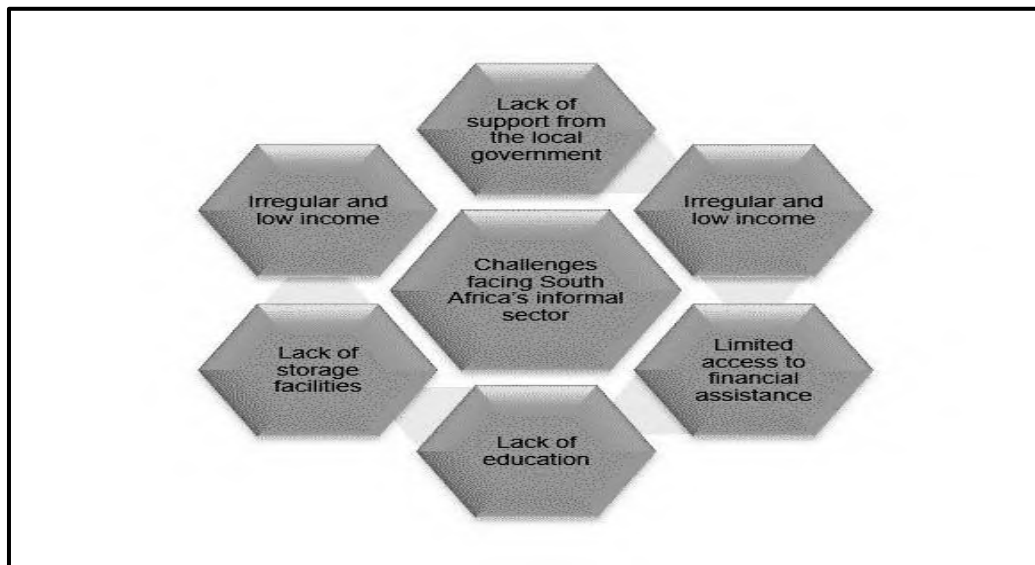 Lack of
support from
the local
government
Irregular and
low income
Irregular and
low income
Challenges
facing South
Africa's informal
sector
Lack of
storage
facilities
Limited
access to
financial
assistance
Lack of
education